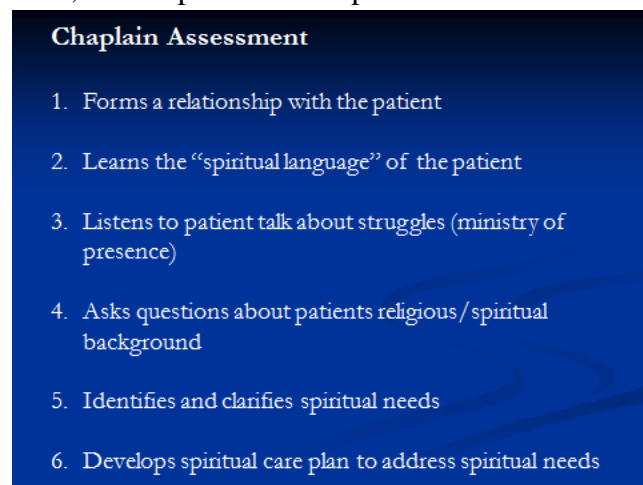 Chaplain Assessment
1. Forms a relationship with the patient
2. Learns the “spiritual language” of the patient
3. Listens to patient talk about struggles (ministry of
presence)
4. Asks questions about patients religious/spiritual
background
5. Identifies and clarifies spiritual needs
6. Develops spiritual care plan to address spiritual needs